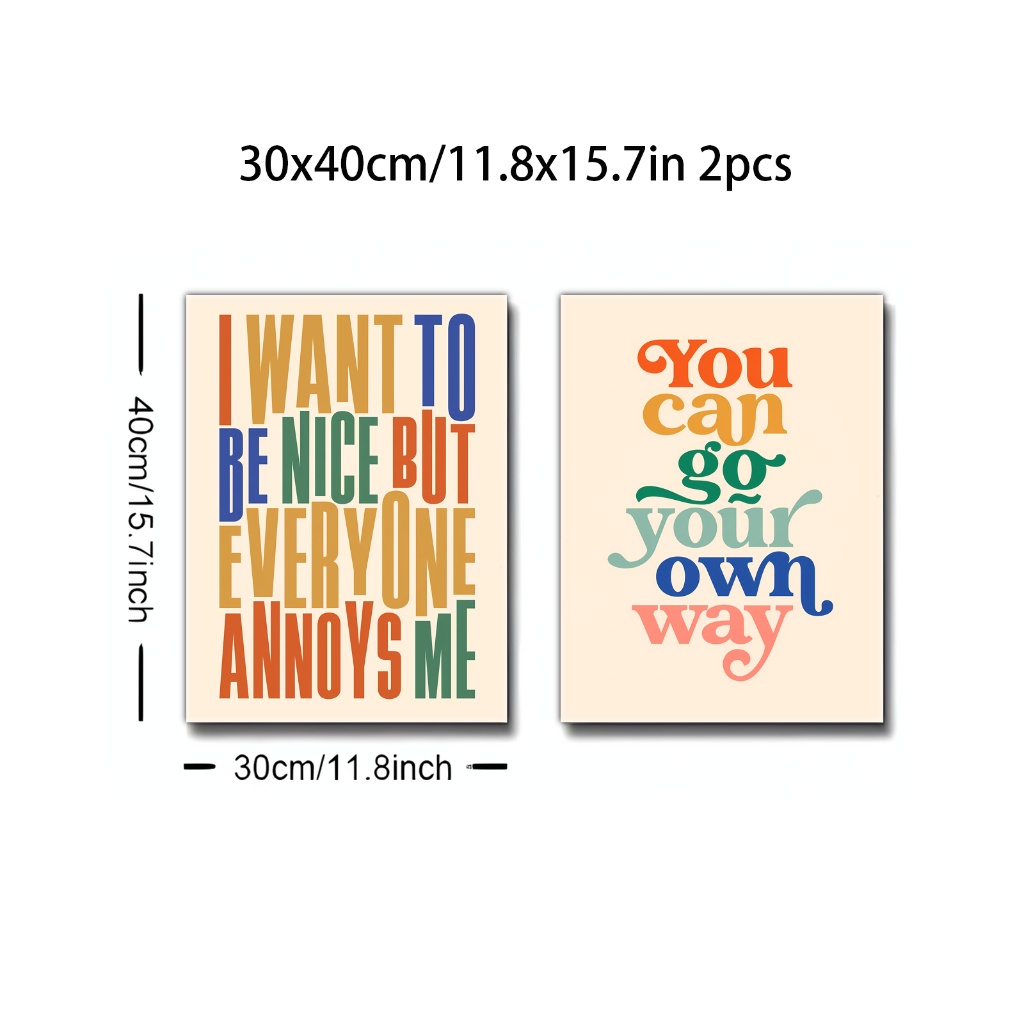 30x40cm/11.8x15.7in 2pcs
40cm/15.7inch
I WANT TO
BE NICE BUT
EVERYONE
ANNOYS ME
You
can
go
your
own
way
30cm/11.8inch